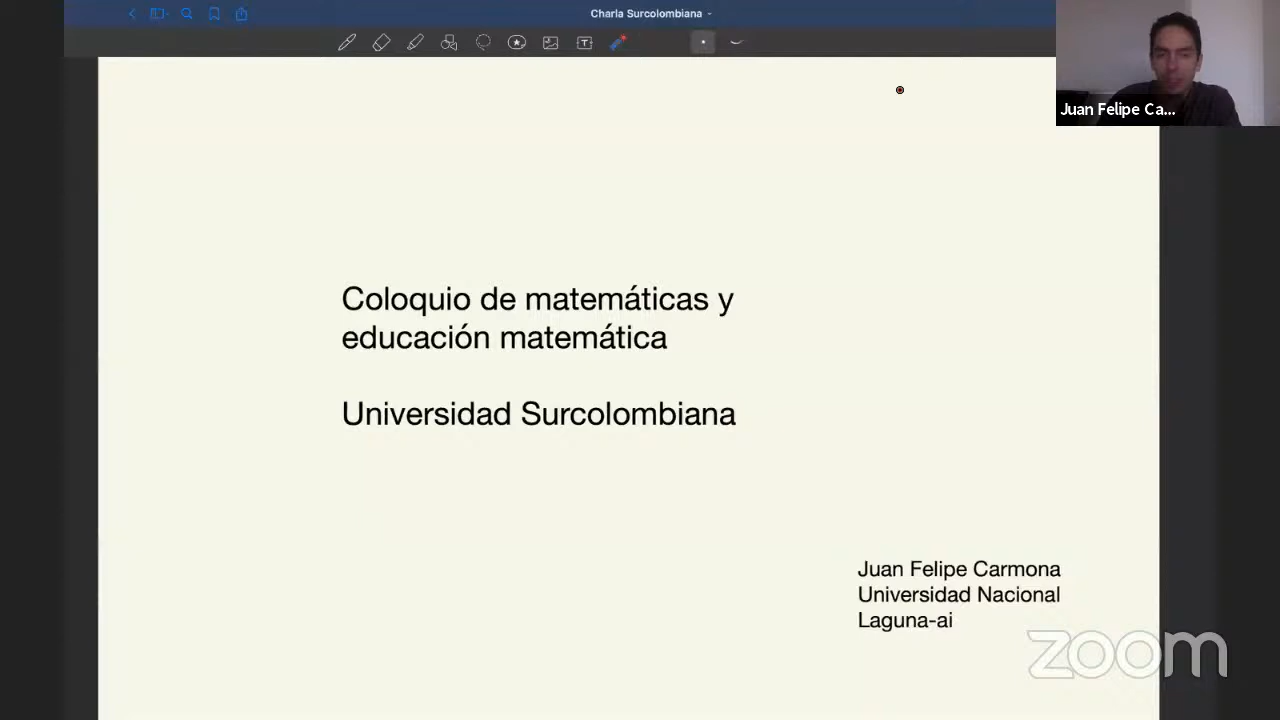 Charla Surcolombiana
Juan Felipe Ca...
Coloquio de matemáticas y
educación matemática
Universidad Surcolombiana
Juan Felipe Carmona
Universidad Nacional
Laguna-ai
zoom